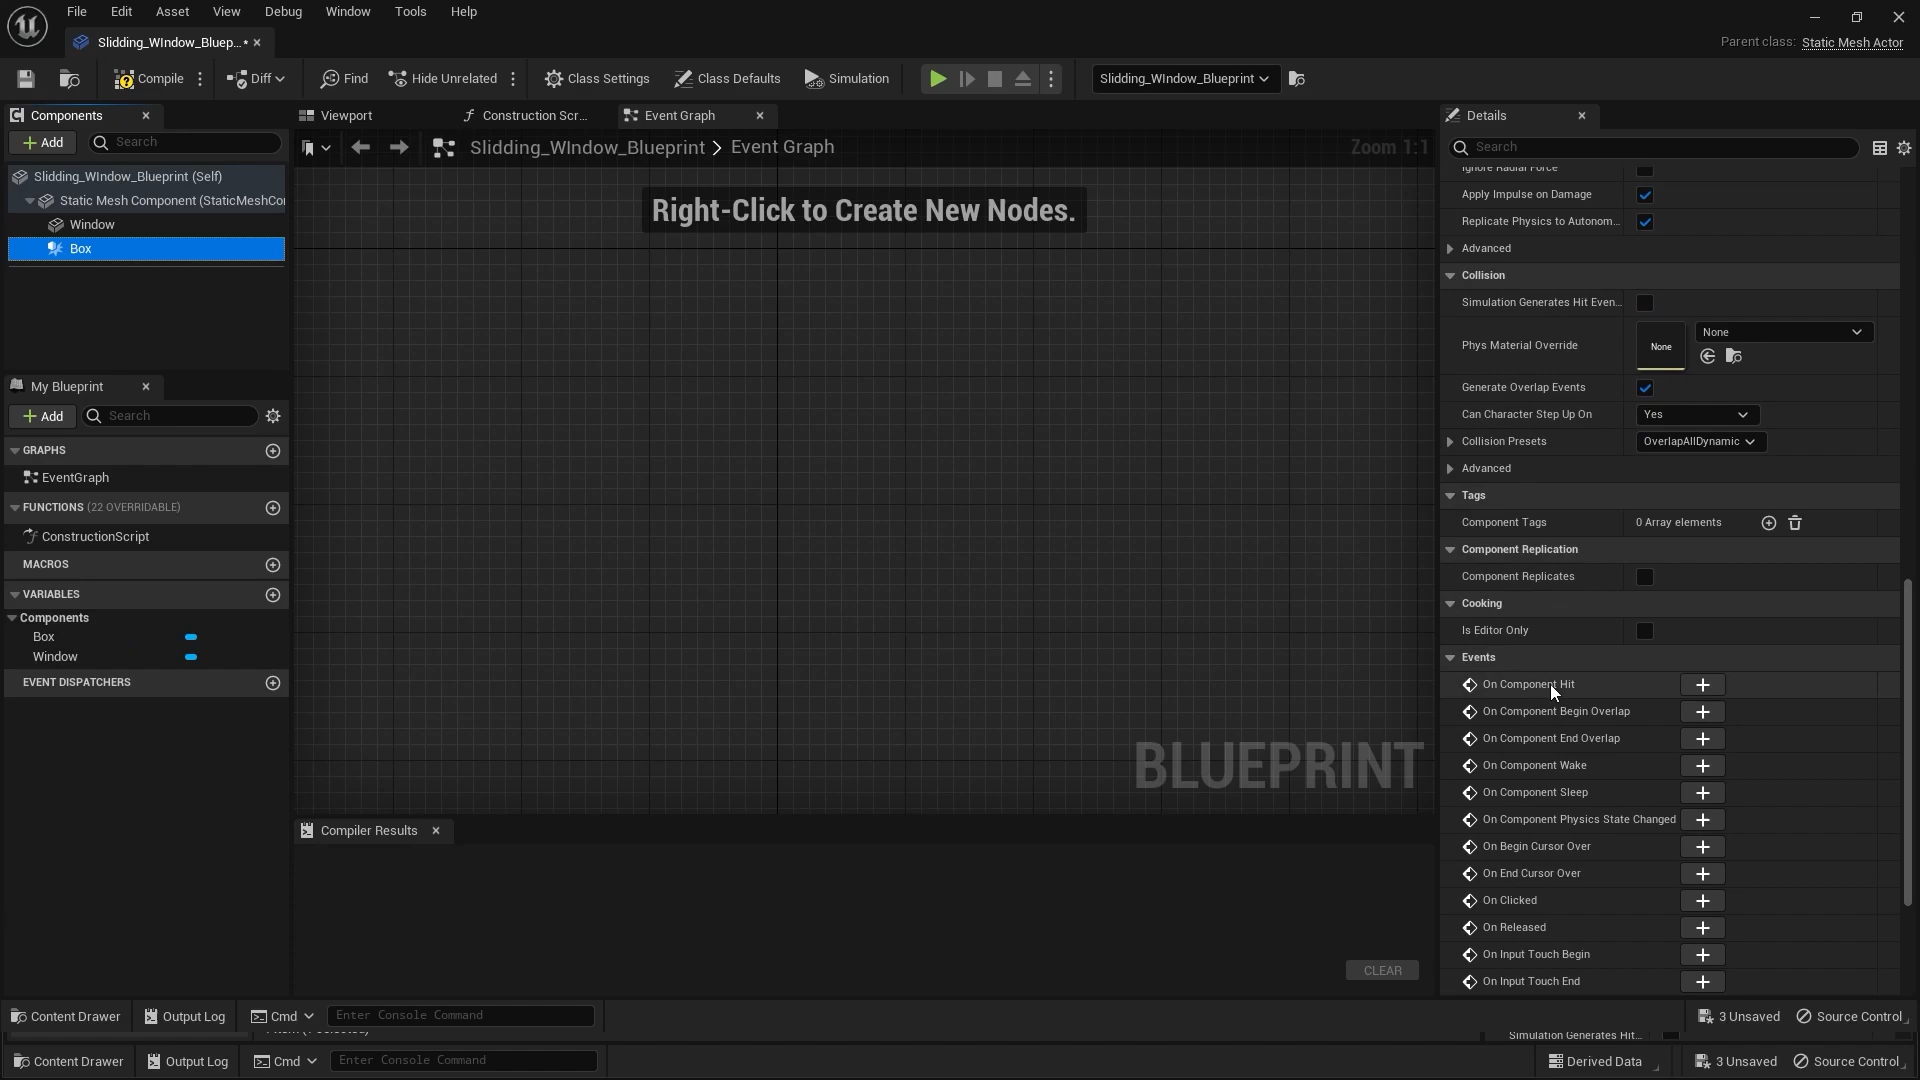 File Edit Asset View Debug Window Tools Help
Slidding_WIndow_Bluep...*
Parent class: Static Mesh Actor
Compile Diff Find Hide Unrelated Class Settings Class Defaults Simulation Slidding_WIndow_Blueprint
Components
Add Search
Slidding_WIndow_Blueprint (Self)
Static Mesh Component (StaticMeshCo
Window
Box
My Blueprint
Add Search
GRAPHS
EventGraph
FUNCTIONS (22 OVERRIDABLE)
ConstructionScript
MACROS
VARIABLES
Components
Box
Window
EVENT DISPATCHERS
Viewport Construction Scr... Event Graph
Slidding_WIndow_Blueprint > Event Graph Zoom 1:1
Right-Click to Create New Nodes.
BLUEPRINT
Compiler Results
CLEAR
Details
Search
Ignore Radial Force
Apply Impulse on Damage
Replicate Physics to Autonom...
Advanced
Collision
Simulation Generates Hit Even...
Phys Material Override None None
Generate Overlap Events
Can Character Step Up On Yes
Collision Presets OverlapAllDynamic
Advanced
Tags
Component Tags 0 Array elements
Component Replication
Component Replicates
Cooking
Is Editor Only
Events
On Component Hit
On Component Begin Overlap
On Component End Overlap
On Component Wake
On Component Sleep
On Component Physics State Changed
On Begin Cursor Over
On End Cursor Over
On Clicked
On Released
On Input Touch Begin
On Input Touch End
Content Drawer Output Log Cmd Enter Console Command 3 Unsaved Source Control
Simulation Generates Hit...
Content Drawer Output Log Cmd Enter Console Command Derived Data 3 Unsaved Source Control